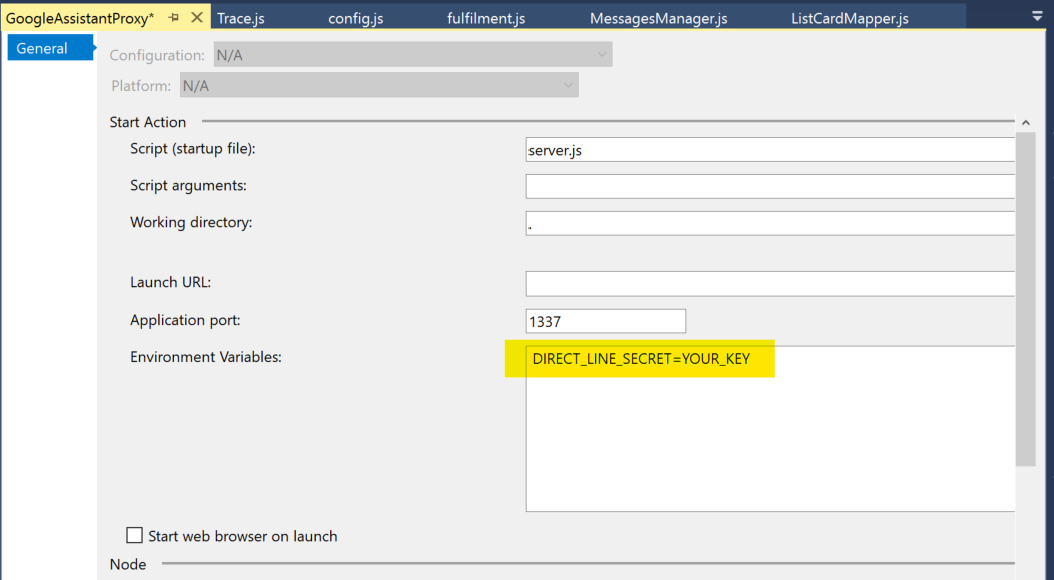 GoogleAssistantProxy* Trace.js config.js fulfilment.js MessagesManager.js ListCardMapper.js
General
Configuration: N/A
Platform: N/A
Start Action
Script (startup file): server.js
Script arguments:
Working directory: .
Launch URL:
Application port: 1337
Environment Variables: DIRECT_LINE_SECRET=YOUR_KEY
Start web browser on launch
Node